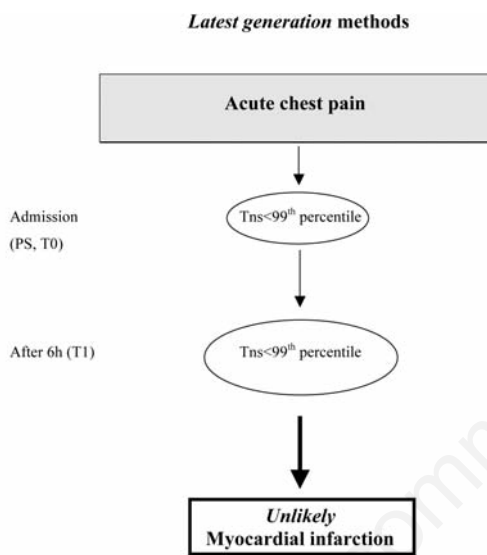 Latest generation methods
Acute chest pain
Admission
(PS, T0)
Tns<99th percentile
After 6h (T1)
Tns<99th percentile
Unlikely
Myocardial infarction